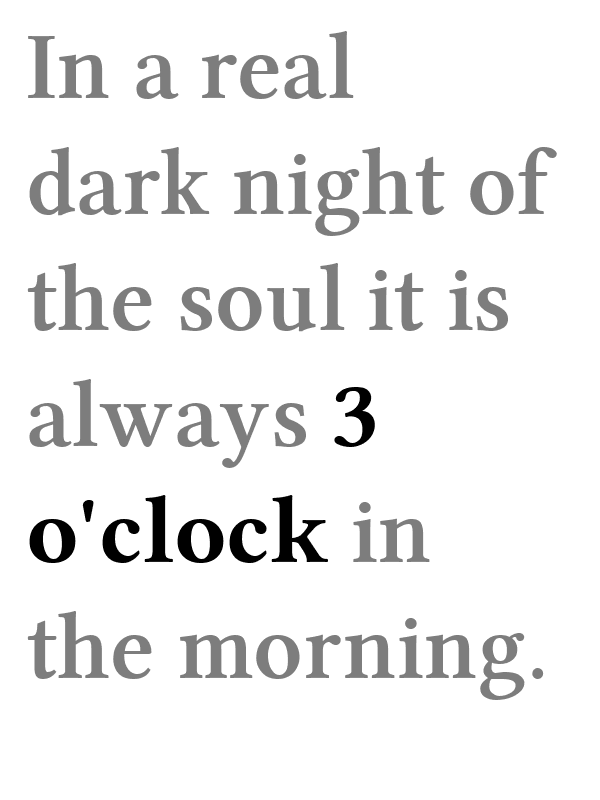 In a real
dark night of
the soul it is
always 3
o'clock in
the morning.